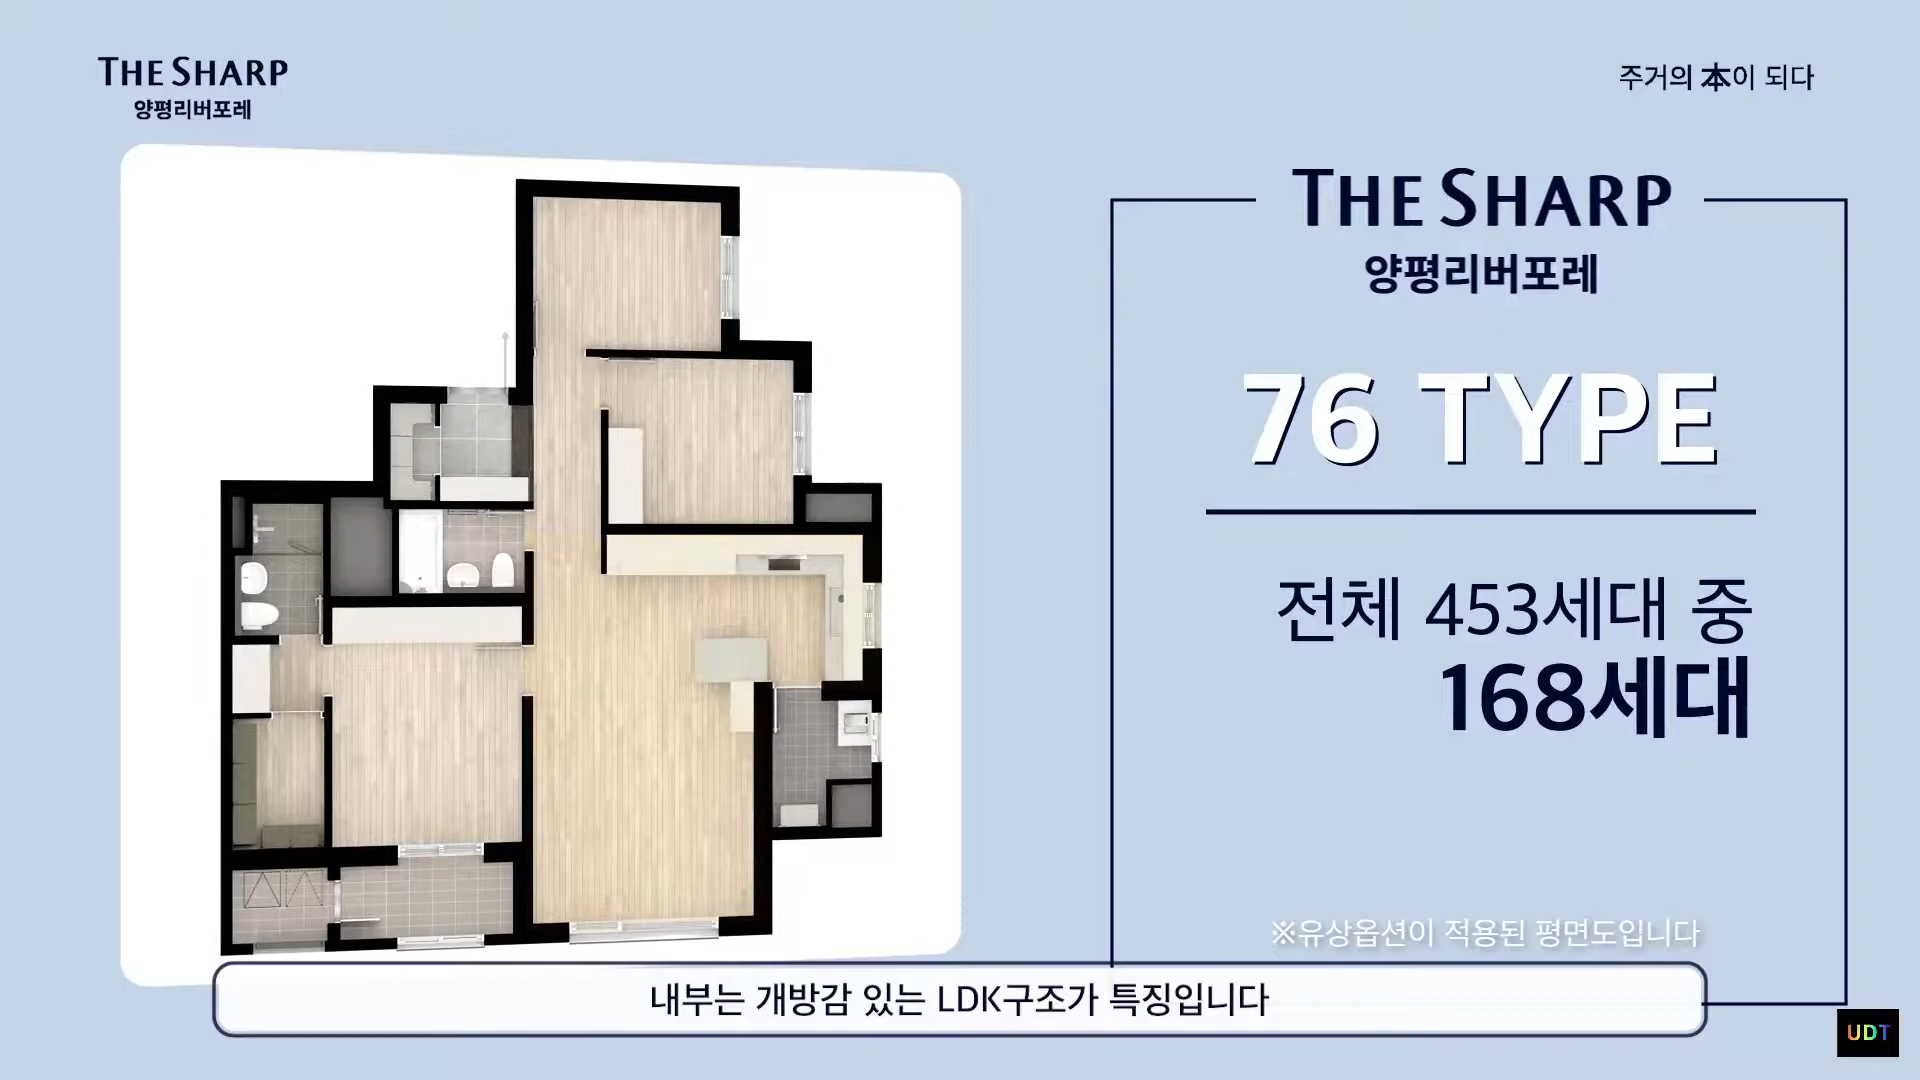 THE SHARP
양평리버포레
주거의 本이 되다
THE SHARP
양평리버포레
76 TYPE
전체 453세대 중
168세대
※유상옵션이 적용된 평면도입니다
내부는 개방감 있는 LDK구조가 특징입니다
UDT